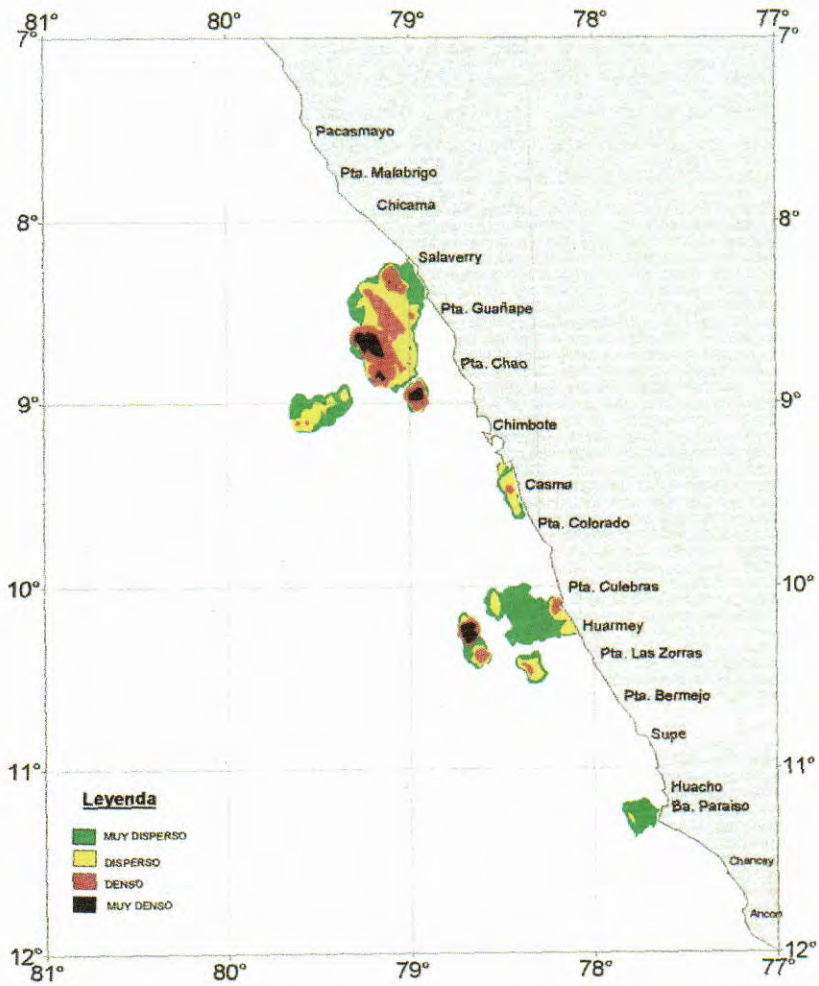 81° 80° 79° 78° 77°
7° 7°
Pacasmayo
Pta. Malabrigo
Chicama
8° 8°
Salaverry
Pta. Guañape
Pta. Chao
9° 9°
Chimbote
Casma
Pta. Colorado
10° 10°
Pta. Culebras
Huarmey
Pta. Las Zorras
Pta. Bermejo
Supe
11° 11°
Huacho
Ba. Paraiso
Leyenda
MUY DISPERSO
DISPERSO
DENSO
MUY DENSO
Chancay
Ancon
12° 12°
81° 80° 79° 78° 77°